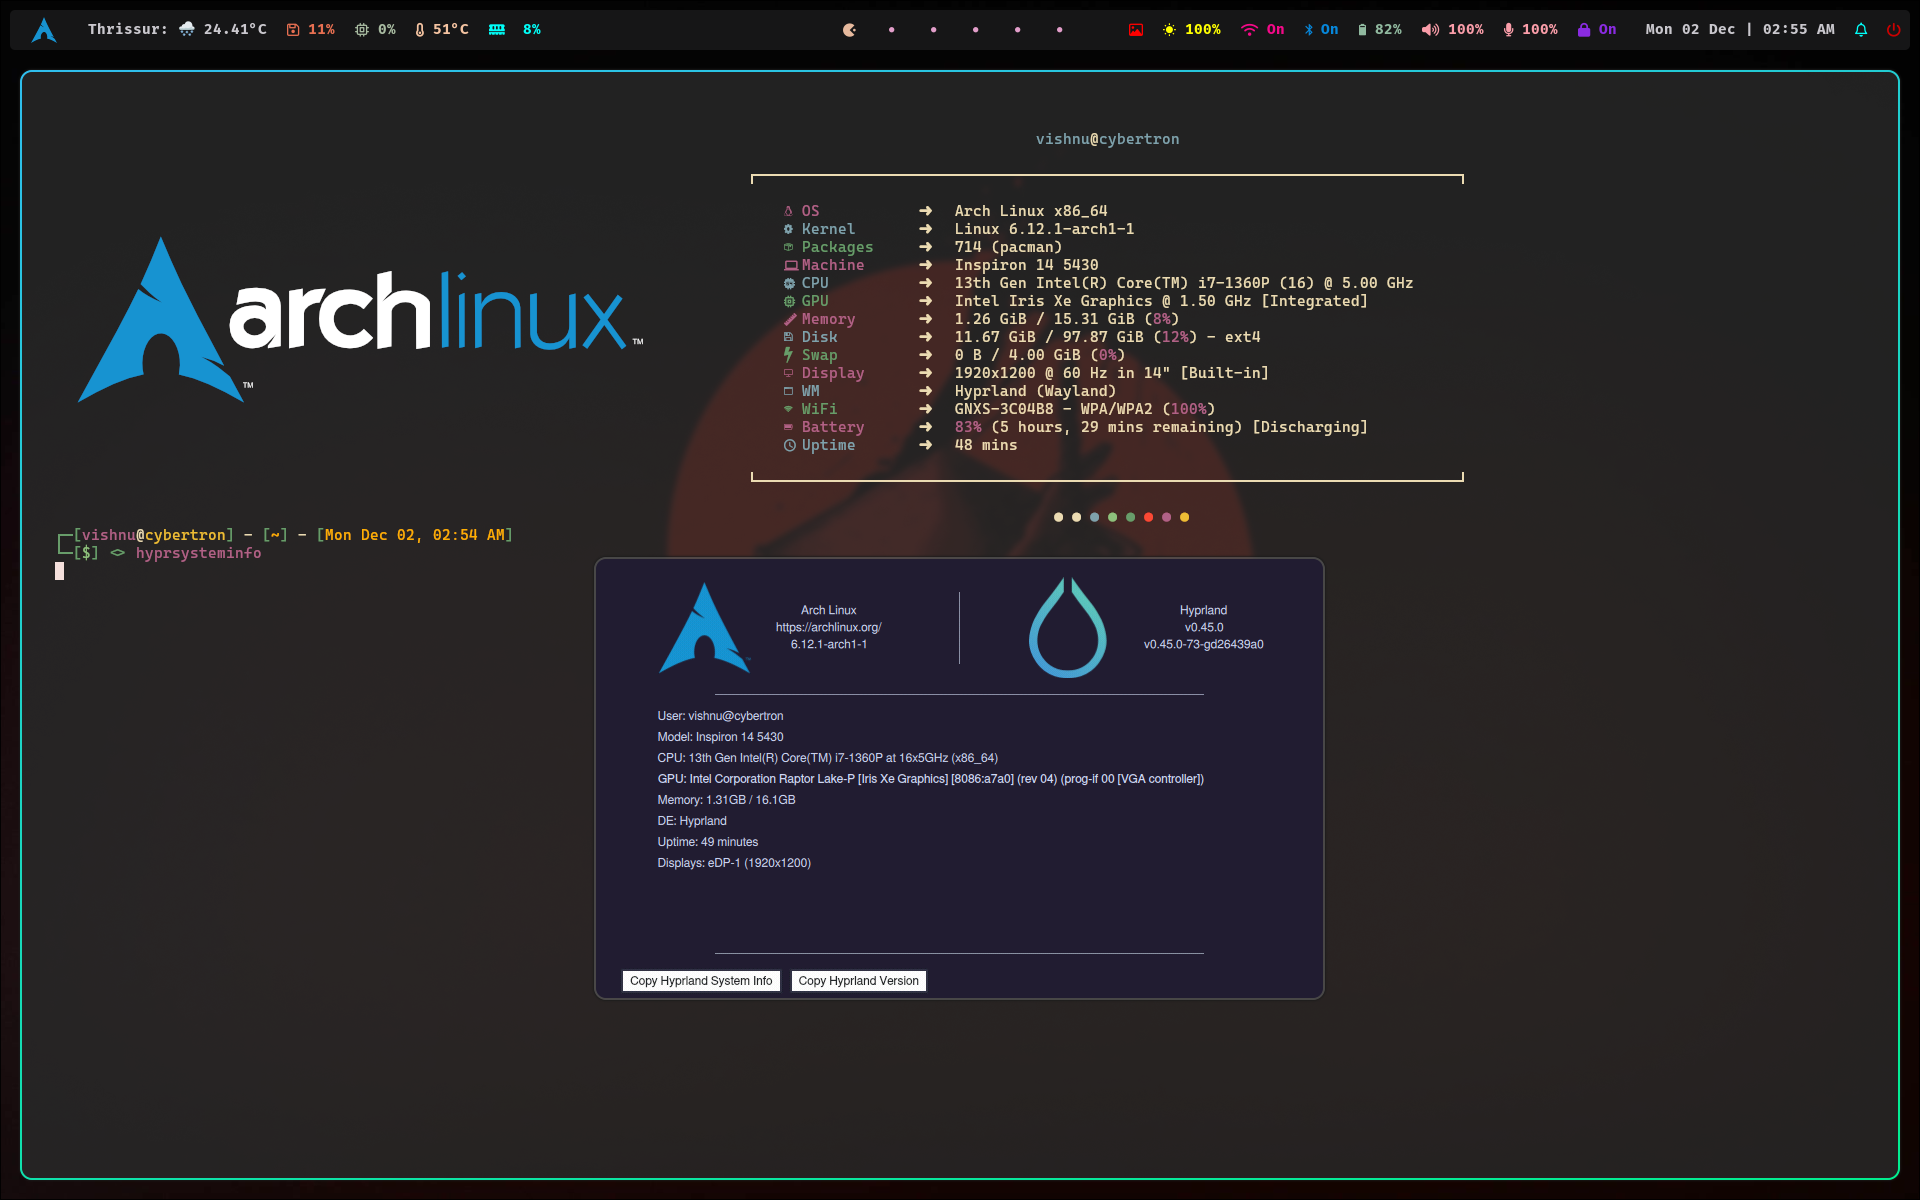 Thrissur: 24.41°C 11% 0% 51°C 8% 100% On On 82% 100% 100% On Mon 02 Dec | 02:55 AM
vishnu@cybertron
OS ➜ Arch Linux x86_64
Kernel ➜ Linux 6.12.1-arch1-1
Packages ➜ 714 (pacman)
Machine ➜ Inspiron 14 5430
CPU ➜ 13th Gen Intel(R) Core(TM) i7-1360P (16) @ 5.00 GHz
GPU ➜ Intel Iris Xe Graphics @ 1.50 GHz [Integrated]
Memory ➜ 1.26 GiB / 15.31 GiB (8%)
Disk ➜ 11.67 GiB / 97.87 GiB (12%) - ext4
Swap ➜ 0 B / 4.00 GiB (0%)
Display ➜ 1920x1200 @ 60 Hz in 14" [Built-in]
WM ➜ Hyprland (Wayland)
WiFi ➜ GNXS-3C04B8 - WPA/WPA2 (100%)
Battery ➜ 83% (5 hours, 29 mins remaining) [Discharging]
Uptime ➜ 48 mins
archlinux™
™
[vishnu@cybertron] - [~] - [Mon Dec 02, 02:54 AM]
[$] <> hyprsysteminfo
Arch Linux
https://archlinux.org/
6.12.1-arch1-1
Hyprland
v0.45.0
v0.45.0-73-gd26439a0
User: vishnu@cybertron
Model: Inspiron 14 5430
CPU: 13th Gen Intel(R) Core(TM) i7-1360P at 16x5GHz (x86_64)
GPU: Intel Corporation Raptor Lake-P [Iris Xe Graphics] [8086:a7a0] (rev 04) (prog-if 00 [VGA controller])
Memory: 1.31GB / 16.1GB
DE: Hyprland
Uptime: 49 minutes
Displays: eDP-1 (1920x1200)
Copy Hyprland System Info
Copy Hyprland Version